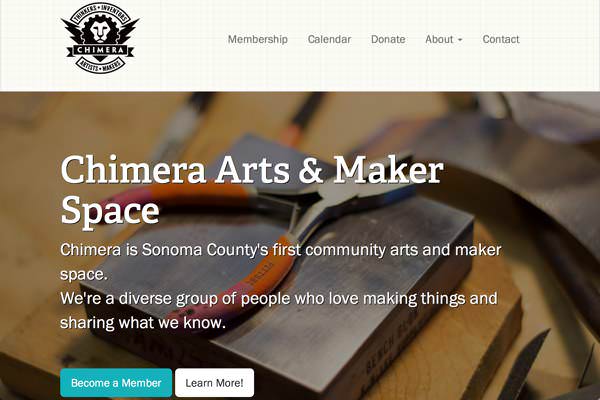 THINKERS • INVENTORS
CHIMERA
ARTISTS • MAKERS
Membership
Calendar
Donate
About
Contact
Chimera Arts & Maker
Space
Chimera is Sonoma County's first community arts and maker
space.
We're a diverse group of people who love making things and
sharing what we know.
BENCH BLOCK
Become a Member
Learn More!